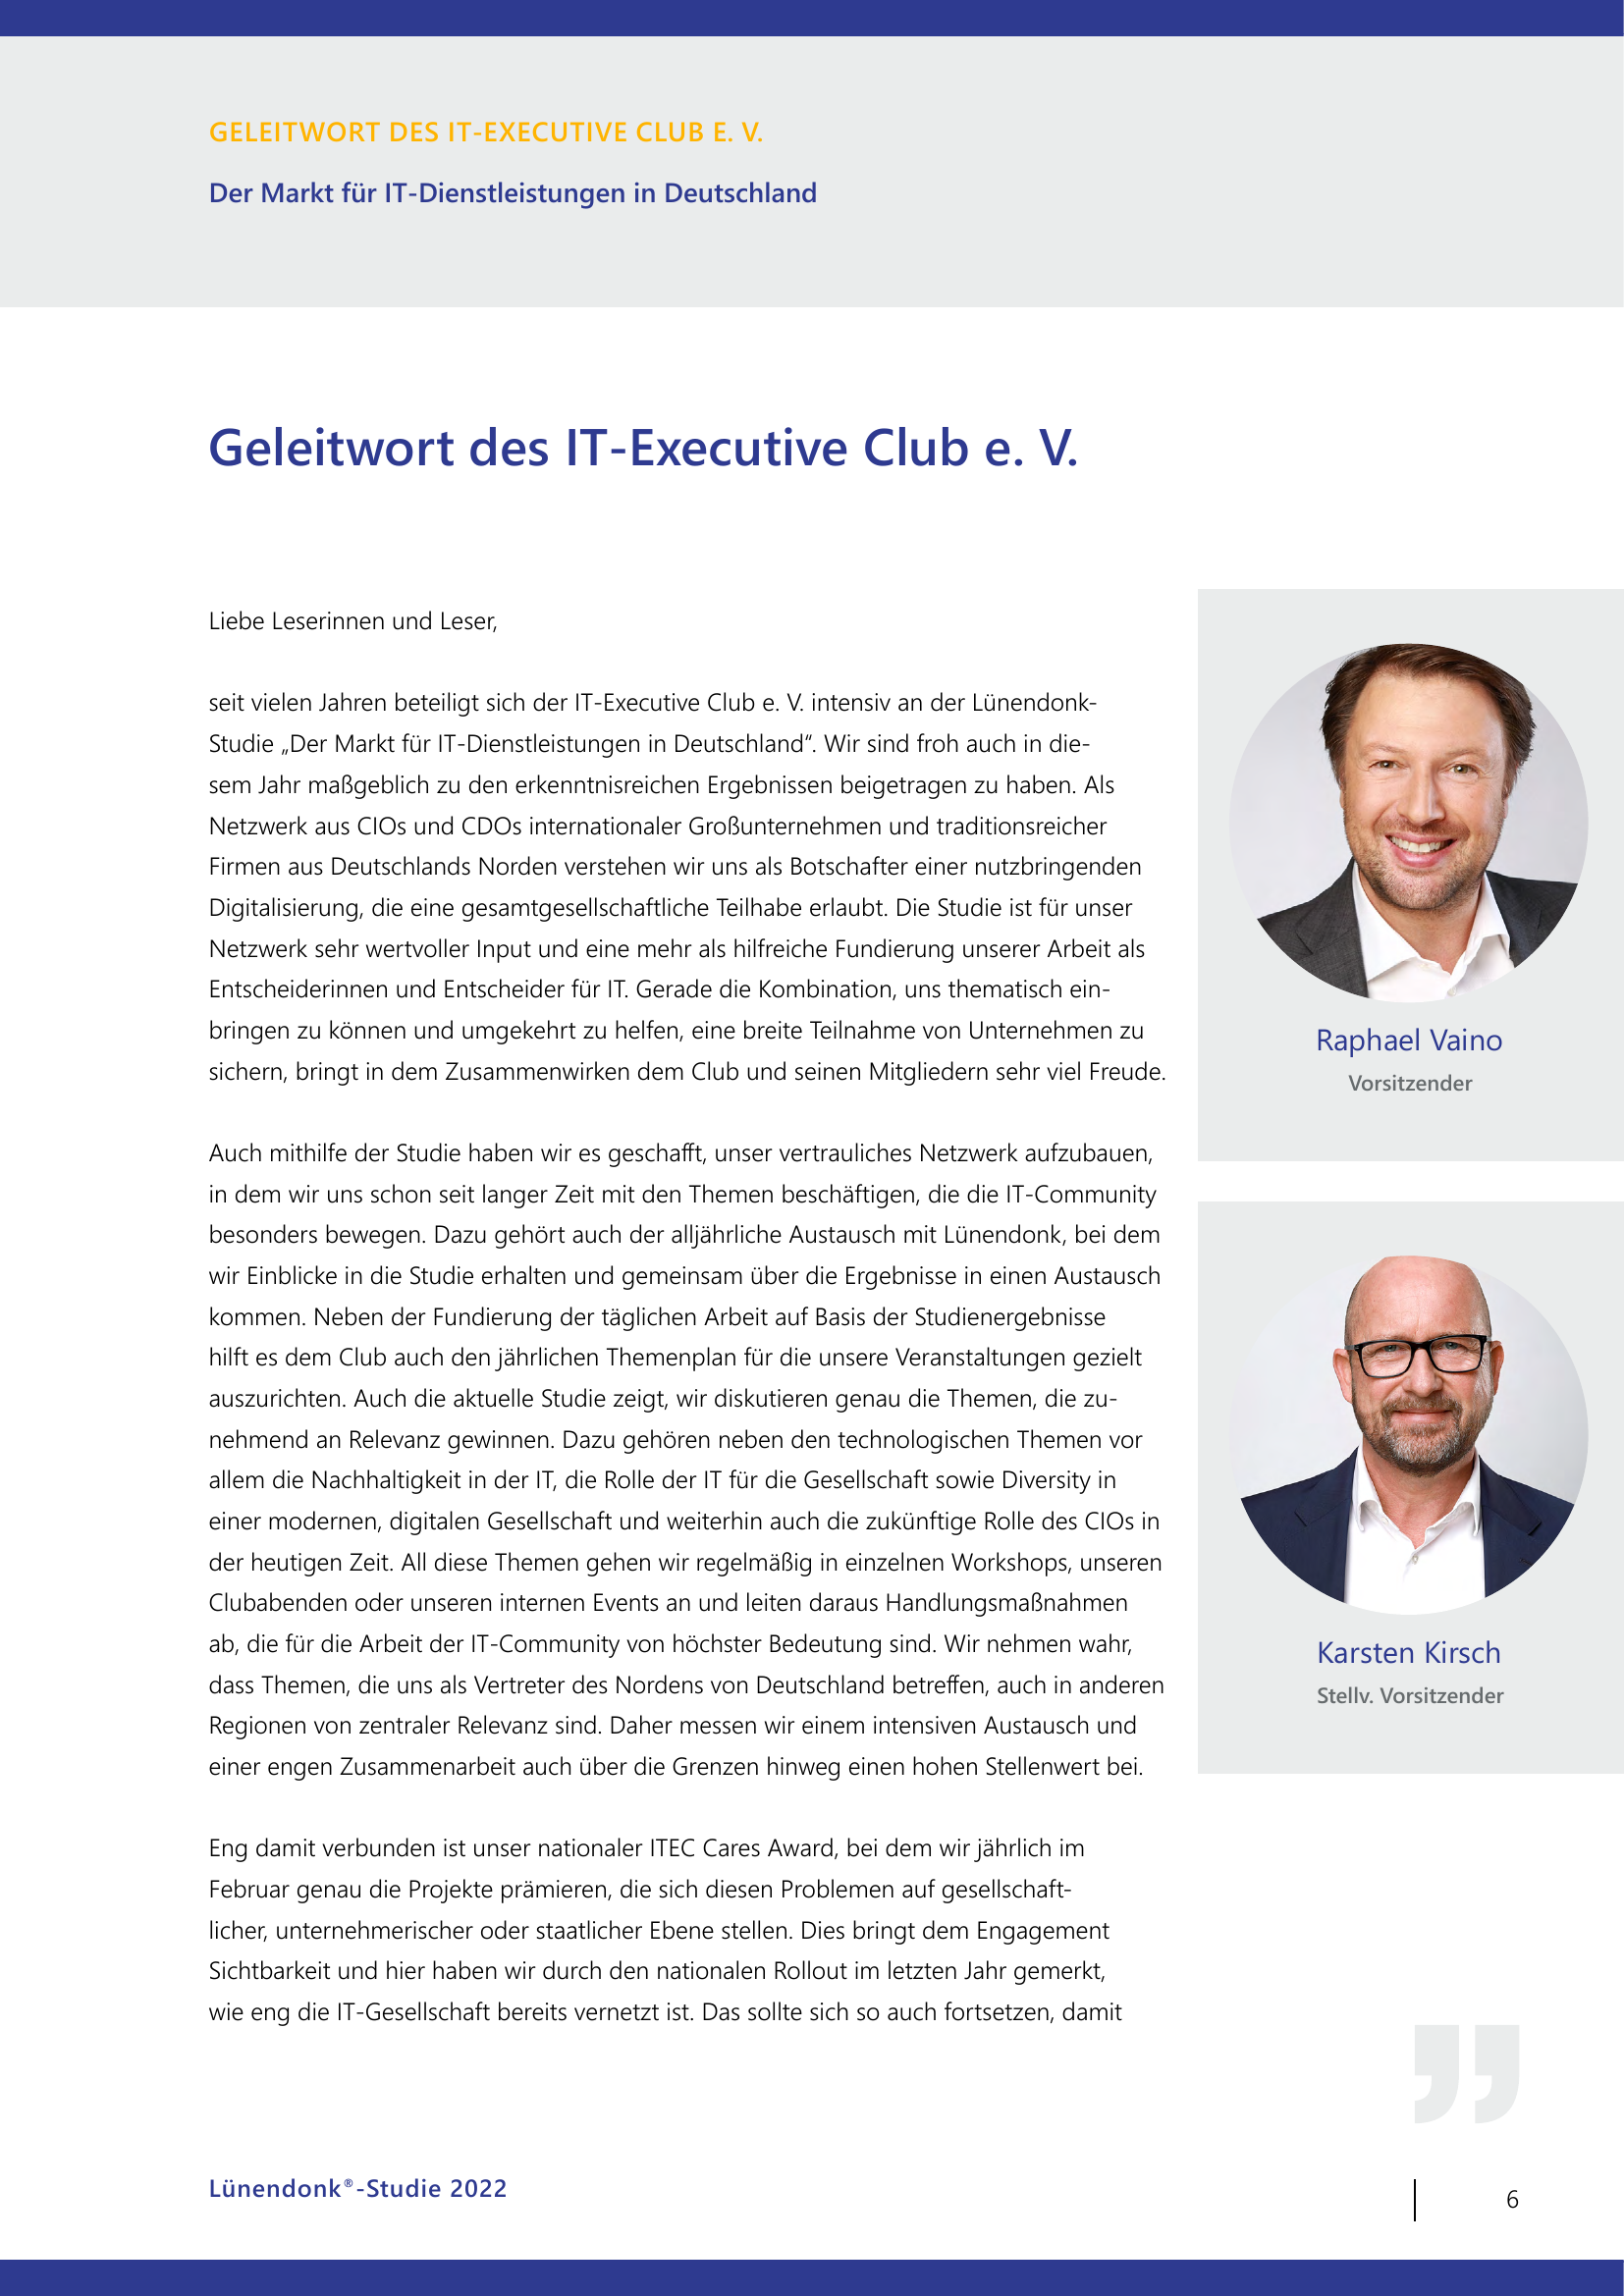 GELEITWORT DES IT-EXECUTIVE CLUB E. V.
Der Markt für IT-Dienstleistungen in Deutschland
Geleitwort des IT-Executive Club e. V.
Liebe Leserinnen und Leser,
seit vielen Jahren beteiligt sich der IT-Executive Club e. V. intensiv an der Lünendonk-
Studie „Der Markt für IT-Dienstleistungen in Deutschland“. Wir sind froh auch in die-
sem Jahr maßgeblich zu den erkenntnisreichen Ergebnissen beigetragen zu haben. Als
Netzwerk aus CIOs und CDOs internationaler Großunternehmen und traditionsreicher
Firmen aus Deutschlands Norden verstehen wir uns als Botschafter einer nutzbringenden
Digitalisierung, die eine gesamtgesellschaftliche Teilhabe erlaubt. Die Studie ist für unser
Netzwerk sehr wertvoller Input und eine mehr als hilfreiche Fundierung unserer Arbeit als
Entscheiderinnen und Entscheider für IT. Gerade die Kombination, uns thematisch ein-
bringen zu können und umgekehrt zu helfen, eine breite Teilnahme von Unternehmen zu
sichern, bringt in dem Zusammenwirken dem Club und seinen Mitgliedern sehr viel Freude.
Auch mithilfe der Studie haben wir es geschafft, unser vertrauliches Netzwerk aufzubauen,
in dem wir uns schon seit langer Zeit mit den Themen beschäftigen, die die IT-Community
besonders bewegen. Dazu gehört auch der alljährliche Austausch mit Lünendonk, bei dem
wir Einblicke in die Studie erhalten und gemeinsam über die Ergebnisse in einen Austausch
kommen. Neben der Fundierung der täglichen Arbeit auf Basis der Studienergebnisse
hilft es dem Club auch den jährlichen Themenplan für die unsere Veranstaltungen gezielt
auszurichten. Auch die aktuelle Studie zeigt, wir diskutieren genau die Themen, die zu-
nehmend an Relevanz gewinnen. Dazu gehören neben den technologischen Themen vor
allem die Nachhaltigkeit in der IT, die Rolle der IT für die Gesellschaft sowie Diversity in
einer modernen, digitalen Gesellschaft und weiterhin auch die zukünftige Rolle des CIOs in
der heutigen Zeit. All diese Themen gehen wir regelmäßig in einzelnen Workshops, unseren
Clubabenden oder unseren internen Events an und leiten daraus Handlungsmaßnahmen
ab, die für die Arbeit der IT-Community von höchster Bedeutung sind. Wir nehmen wahr,
dass Themen, die uns als Vertreter des Nordens von Deutschland betreffen, auch in anderen
Regionen von zentraler Relevanz sind. Daher messen wir einem intensiven Austausch und
einer engen Zusammenarbeit auch über die Grenzen hinweg einen hohen Stellenwert bei.
Eng damit verbunden ist unser nationaler ITEC Cares Award, bei dem wir jährlich im
Februar genau die Projekte prämieren, die sich diesen Problemen auf gesellschaft-
licher, unternehmerischer oder staatlicher Ebene stellen. Dies bringt dem Engagement
Sichtbarkeit und hier haben wir durch den nationalen Rollout im letzten Jahr gemerkt,
wie eng die IT-Gesellschaft bereits vernetzt ist. Das sollte sich so auch fortsetzen, damit
Raphael Vaino
Vorsitzender
Karsten Kirsch
Stellv. Vorsitzender
”
Lünendonk®-Studie 2022
6